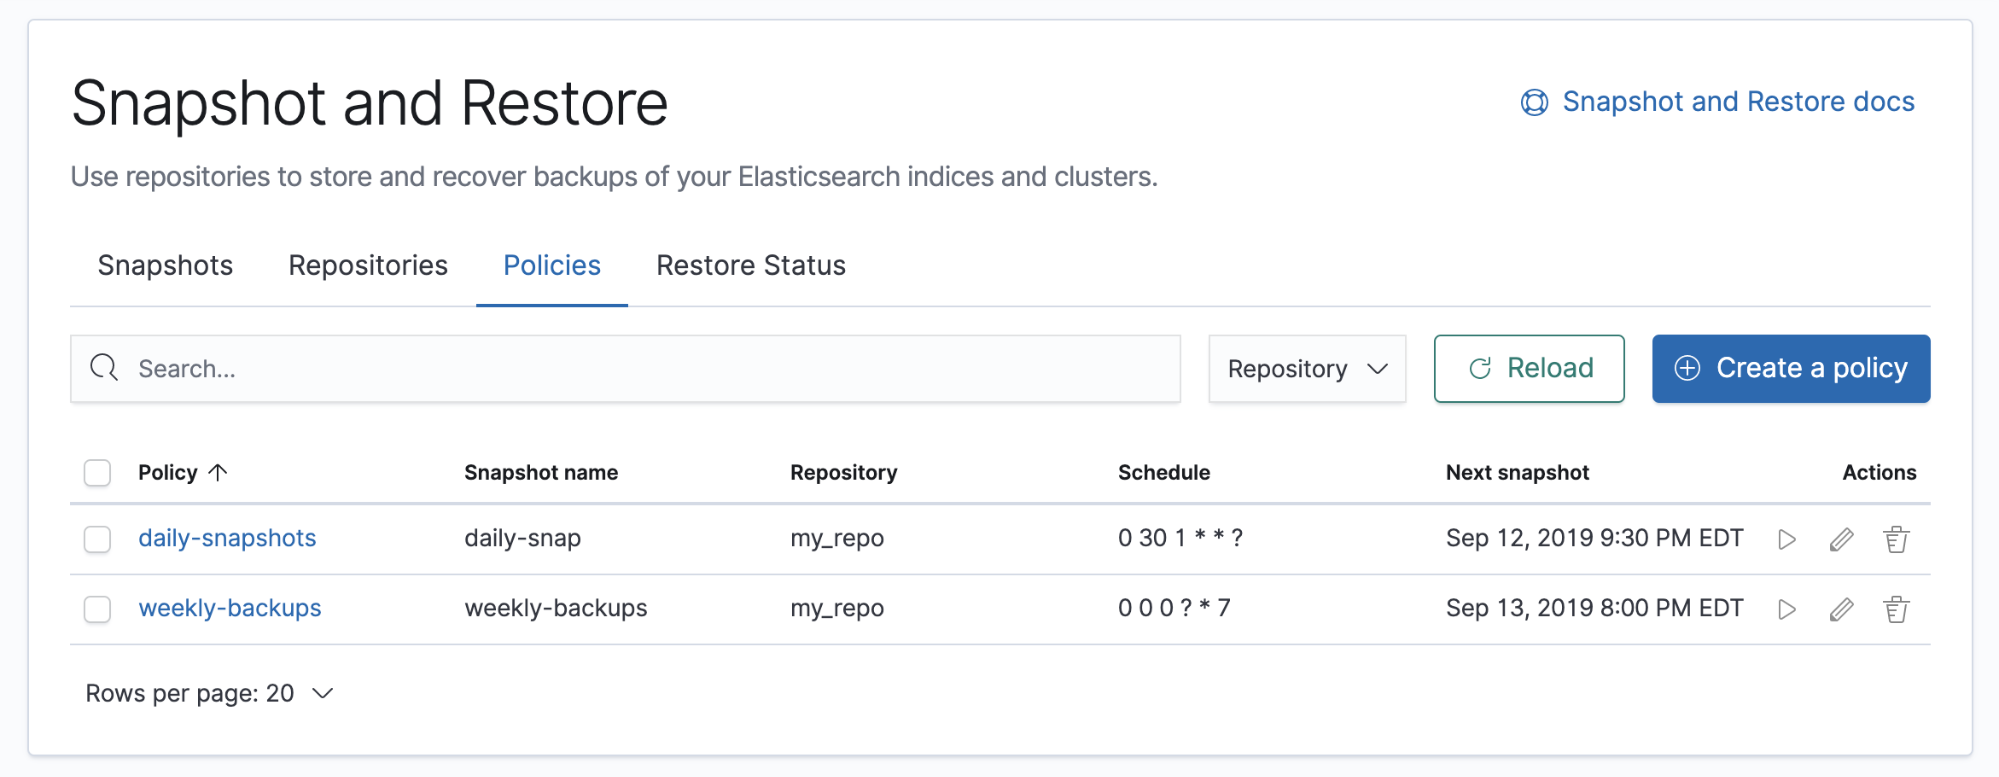 Snapshot and Restore
Snapshot and Restore docs
Use repositories to store and recover backups of your Elasticsearch indices and clusters.
Snapshots Repositories Policies Restore Status
Search... Repository Reload Create a policy
Policy Snapshot name Repository Schedule Next snapshot Actions
daily-snapshots daily-snap my_repo 0 30 1 * * ? Sep 12, 2019 9:30 PM EDT
weekly-backups weekly-backups my_repo 0 0 0 ? * 7 Sep 13, 2019 8:00 PM EDT
Rows per page: 20